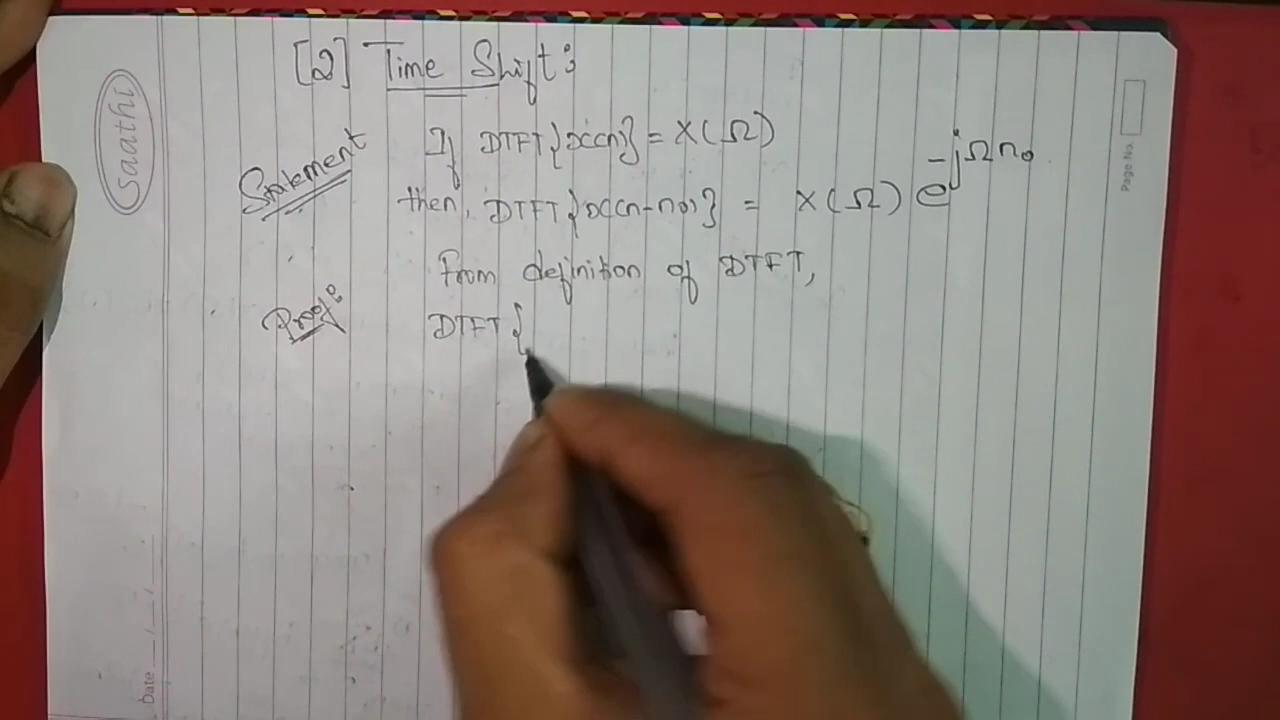 [2] Time Shift:
Statement If DTFT{x(n)} = X(Ω)
then, DTFT{x(n-n0)} = X(Ω) e^-jΩn0
From definition of DTFT,
Proof: DTFT {
Saathi
Page No.
Date / /